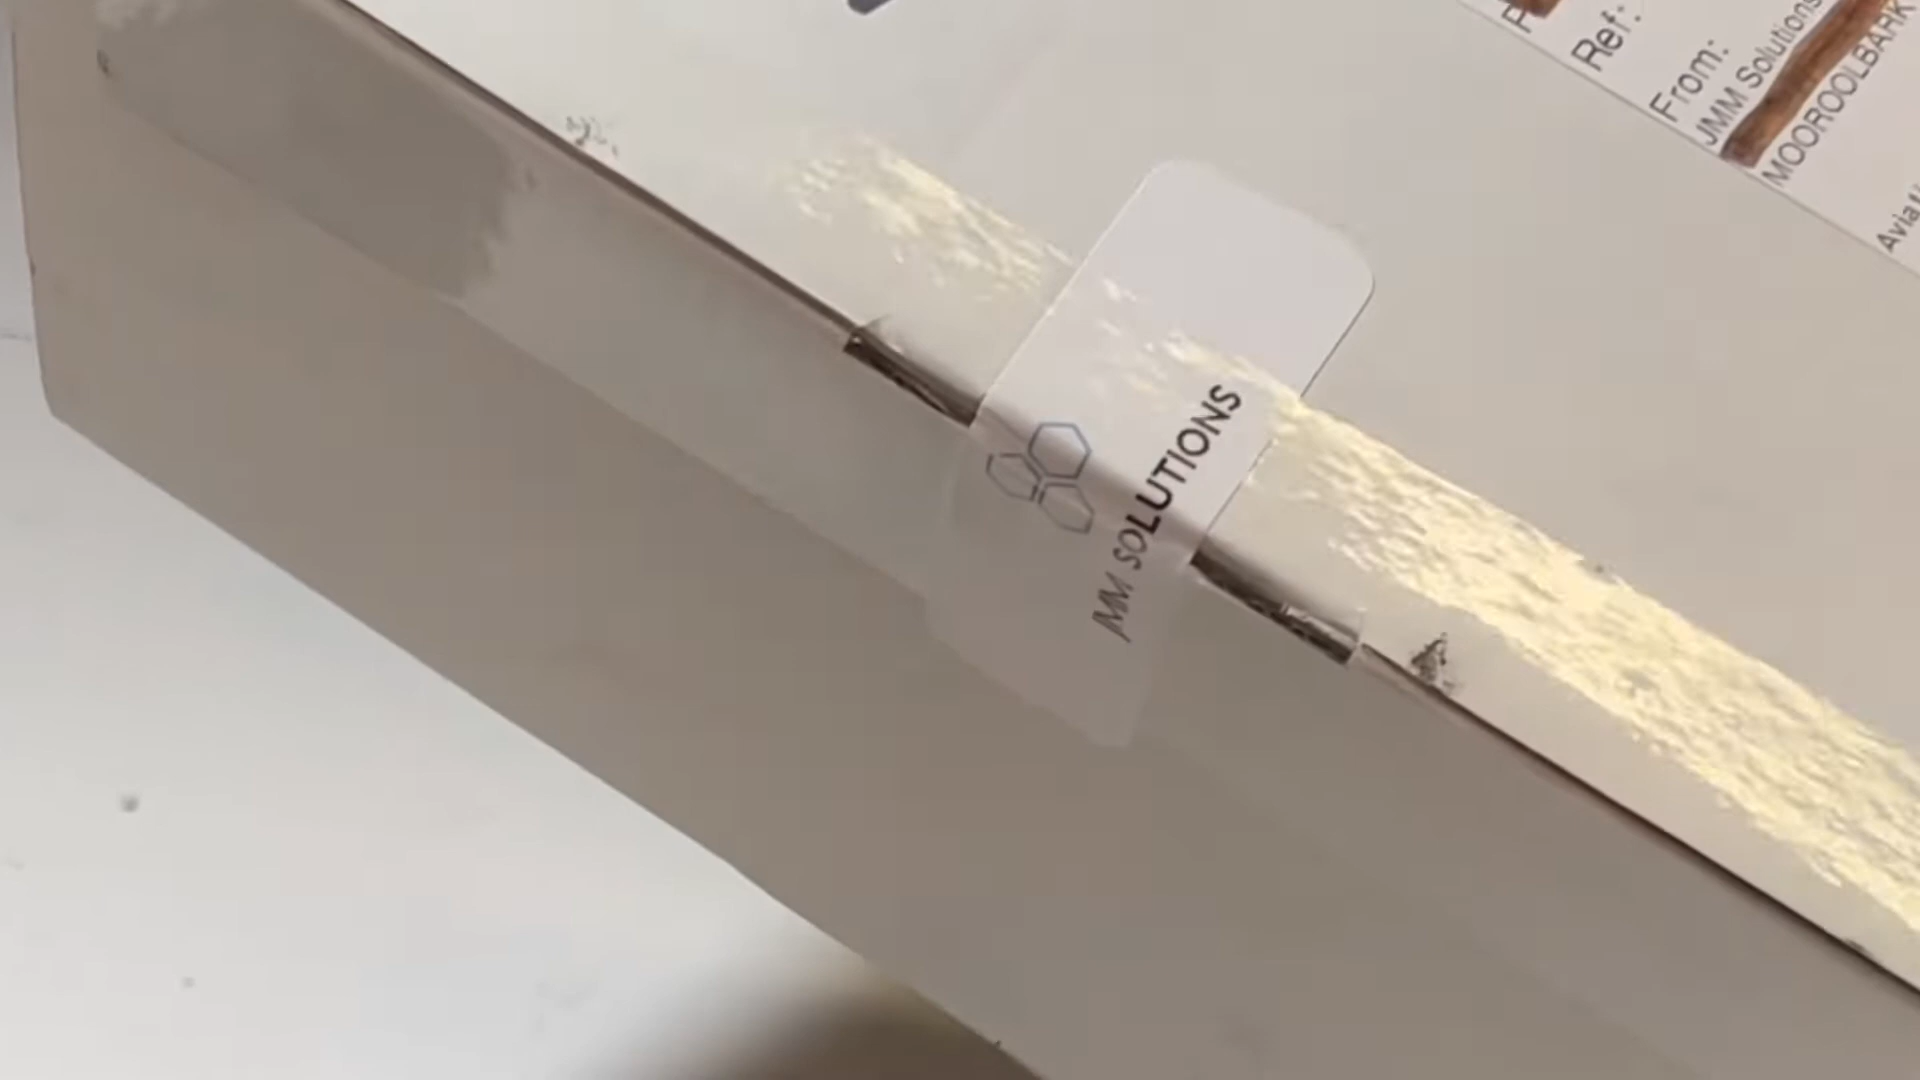 Ref:
From:
JMM Solutions
MOOROOLBARK
JMM SOLUTIONS